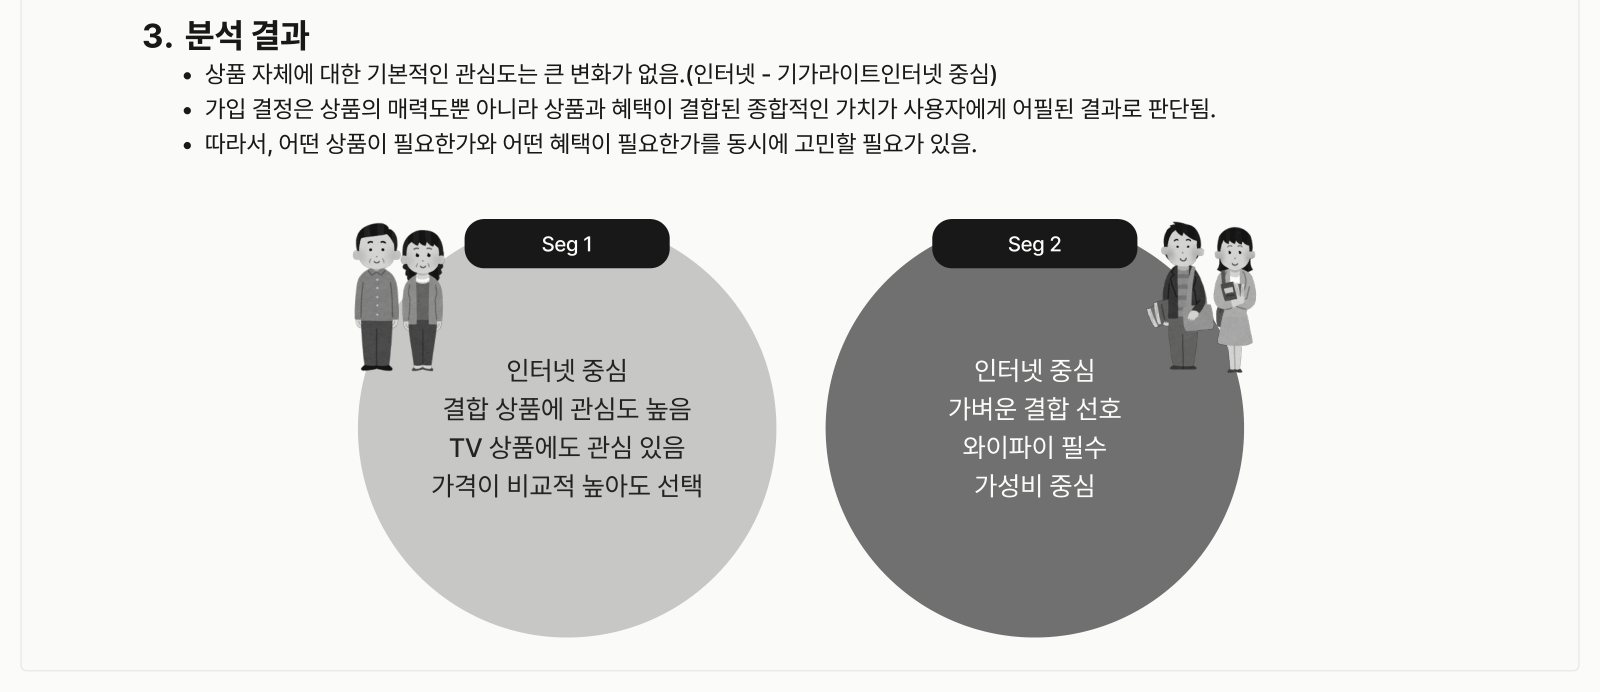 3. 분석 결과
• 상품 자체에 대한 기본적인 관심도는 큰 변화가 없음.(인터넷 - 기가라이트인터넷 중심)
• 가입 결정은 상품의 매력도뿐 아니라 상품과 혜택이 결합된 종합적인 가치가 사용자에게 어필된 결과로 판단됨.
• 따라서, 어떤 상품이 필요한가와 어떤 혜택이 필요한가를 동시에 고민할 필요가 있음.
Seg 1
인터넷 중심
결합 상품에 관심도 높음
TV 상품에도 관심 있음
가격이 비교적 높아도 선택
Seg 2
인터넷 중심
가벼운 결합 선호
와이파이 필수
가성비 중심